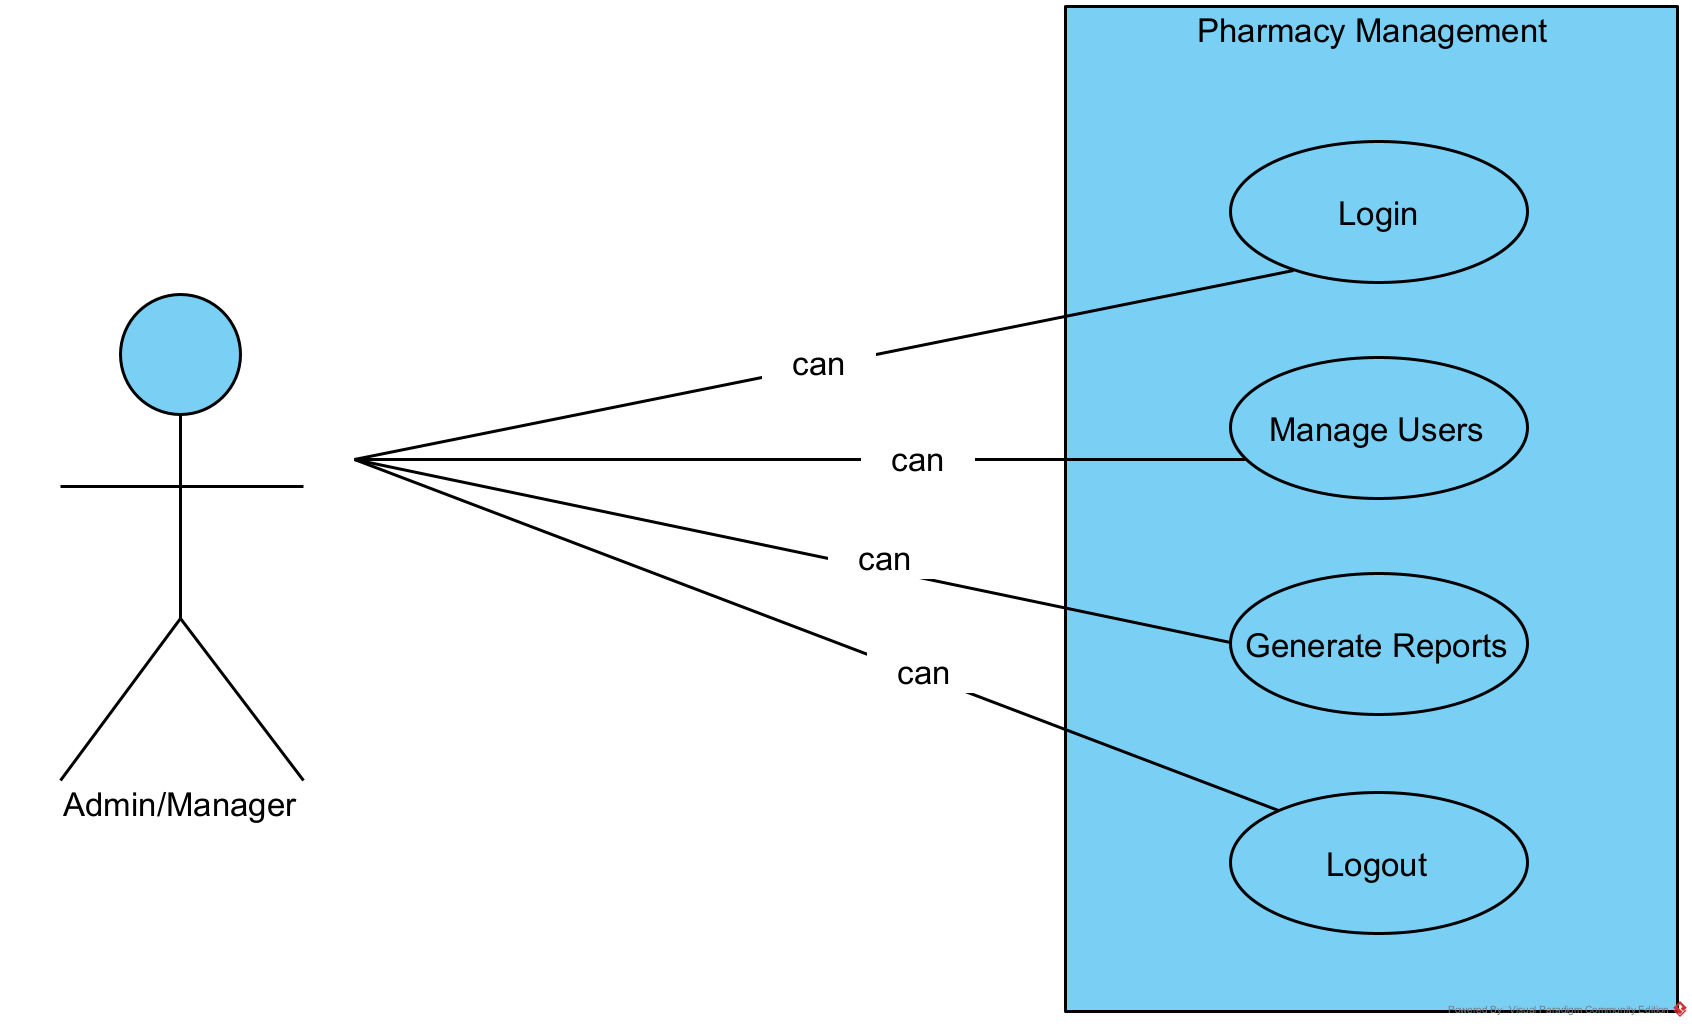 Pharmacy Management
Login
can
Manage Users
can
can
Generate Reports
can
Admin/Manager
Logout
Powered By Visual Paradigm Community Edition